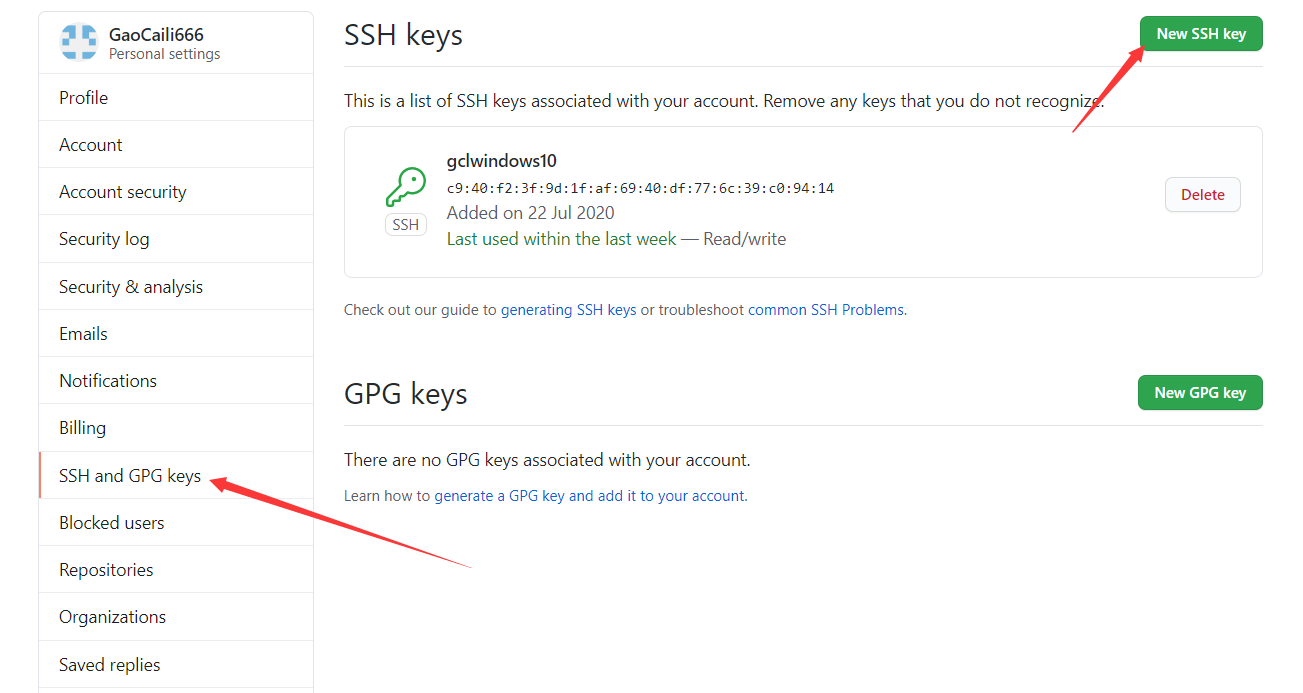 GaoCaili666
Personal settings
Profile
Account
Account security
Security log
Security & analysis
Emails
Notifications
Billing
SSH and GPG keys
Blocked users
Repositories
Organizations
Saved replies
SSH keys
New SSH key
This is a list of SSH keys associated with your account. Remove any keys that you do not recognize.
gclwindows10
c9:40:f2:3f:9d:1f:af:69:40:df:77:6c:39:c0:94:14
SSH
Added on 22 Jul 2020
Last used within the last week — Read/write
Delete
Check out our guide to generating SSH keys or troubleshoot common SSH Problems.
GPG keys
New GPG key
There are no GPG keys associated with your account.
Learn how to generate a GPG key and add it to your account.